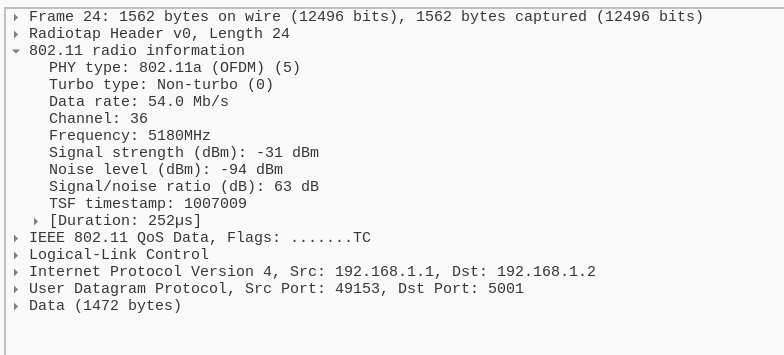 Frame 24: 1562 bytes on wire (12496 bits), 1562 bytes captured (12496 bits)
Radiotap Header v0, Length 24
802.11 radio information
PHY type: 802.11a (OFDM) (5)
Turbo type: Non-turbo (0)
Data rate: 54.0 Mb/s
Channel: 36
Frequency: 5180MHz
Signal strength (dBm): -31 dBm
Noise level (dBm): -94 dBm
Signal/noise ratio (dB): 63 dB
TSF timestamp: 1007009
[Duration: 252µs]
IEEE 802.11 QoS Data, Flags: .......TC
Logical-Link Control
Internet Protocol Version 4, Src: 192.168.1.1, Dst: 192.168.1.2
User Datagram Protocol, Src Port: 49153, Dst Port: 5001
Data (1472 bytes)